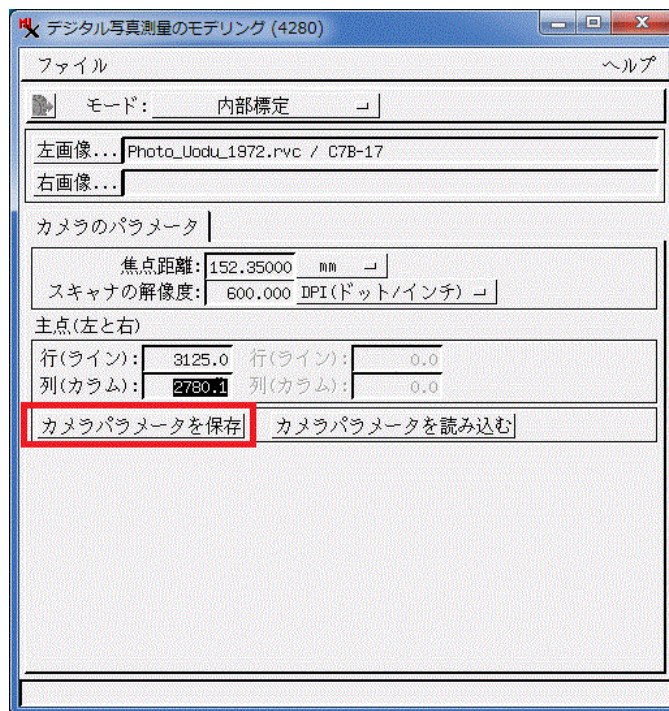 デジタル写真測量のモデリング (4280)
ファイル ヘルプ
モード: 内部標定
左画像... Photo_Uodu_1972.rvc / C7B-17
右画像...
カメラのパラメータ
焦点距離: 152.35000 mm
スキャナの解像度: 600.000 DPI(ドット/インチ)
主点(左と右)
行(ライン): 3125.0 行(ライン): 0.0
列(カラム): 2780.1 列(カラム): 0.0
カメラパラメータを保存 カメラパラメータを読み込む